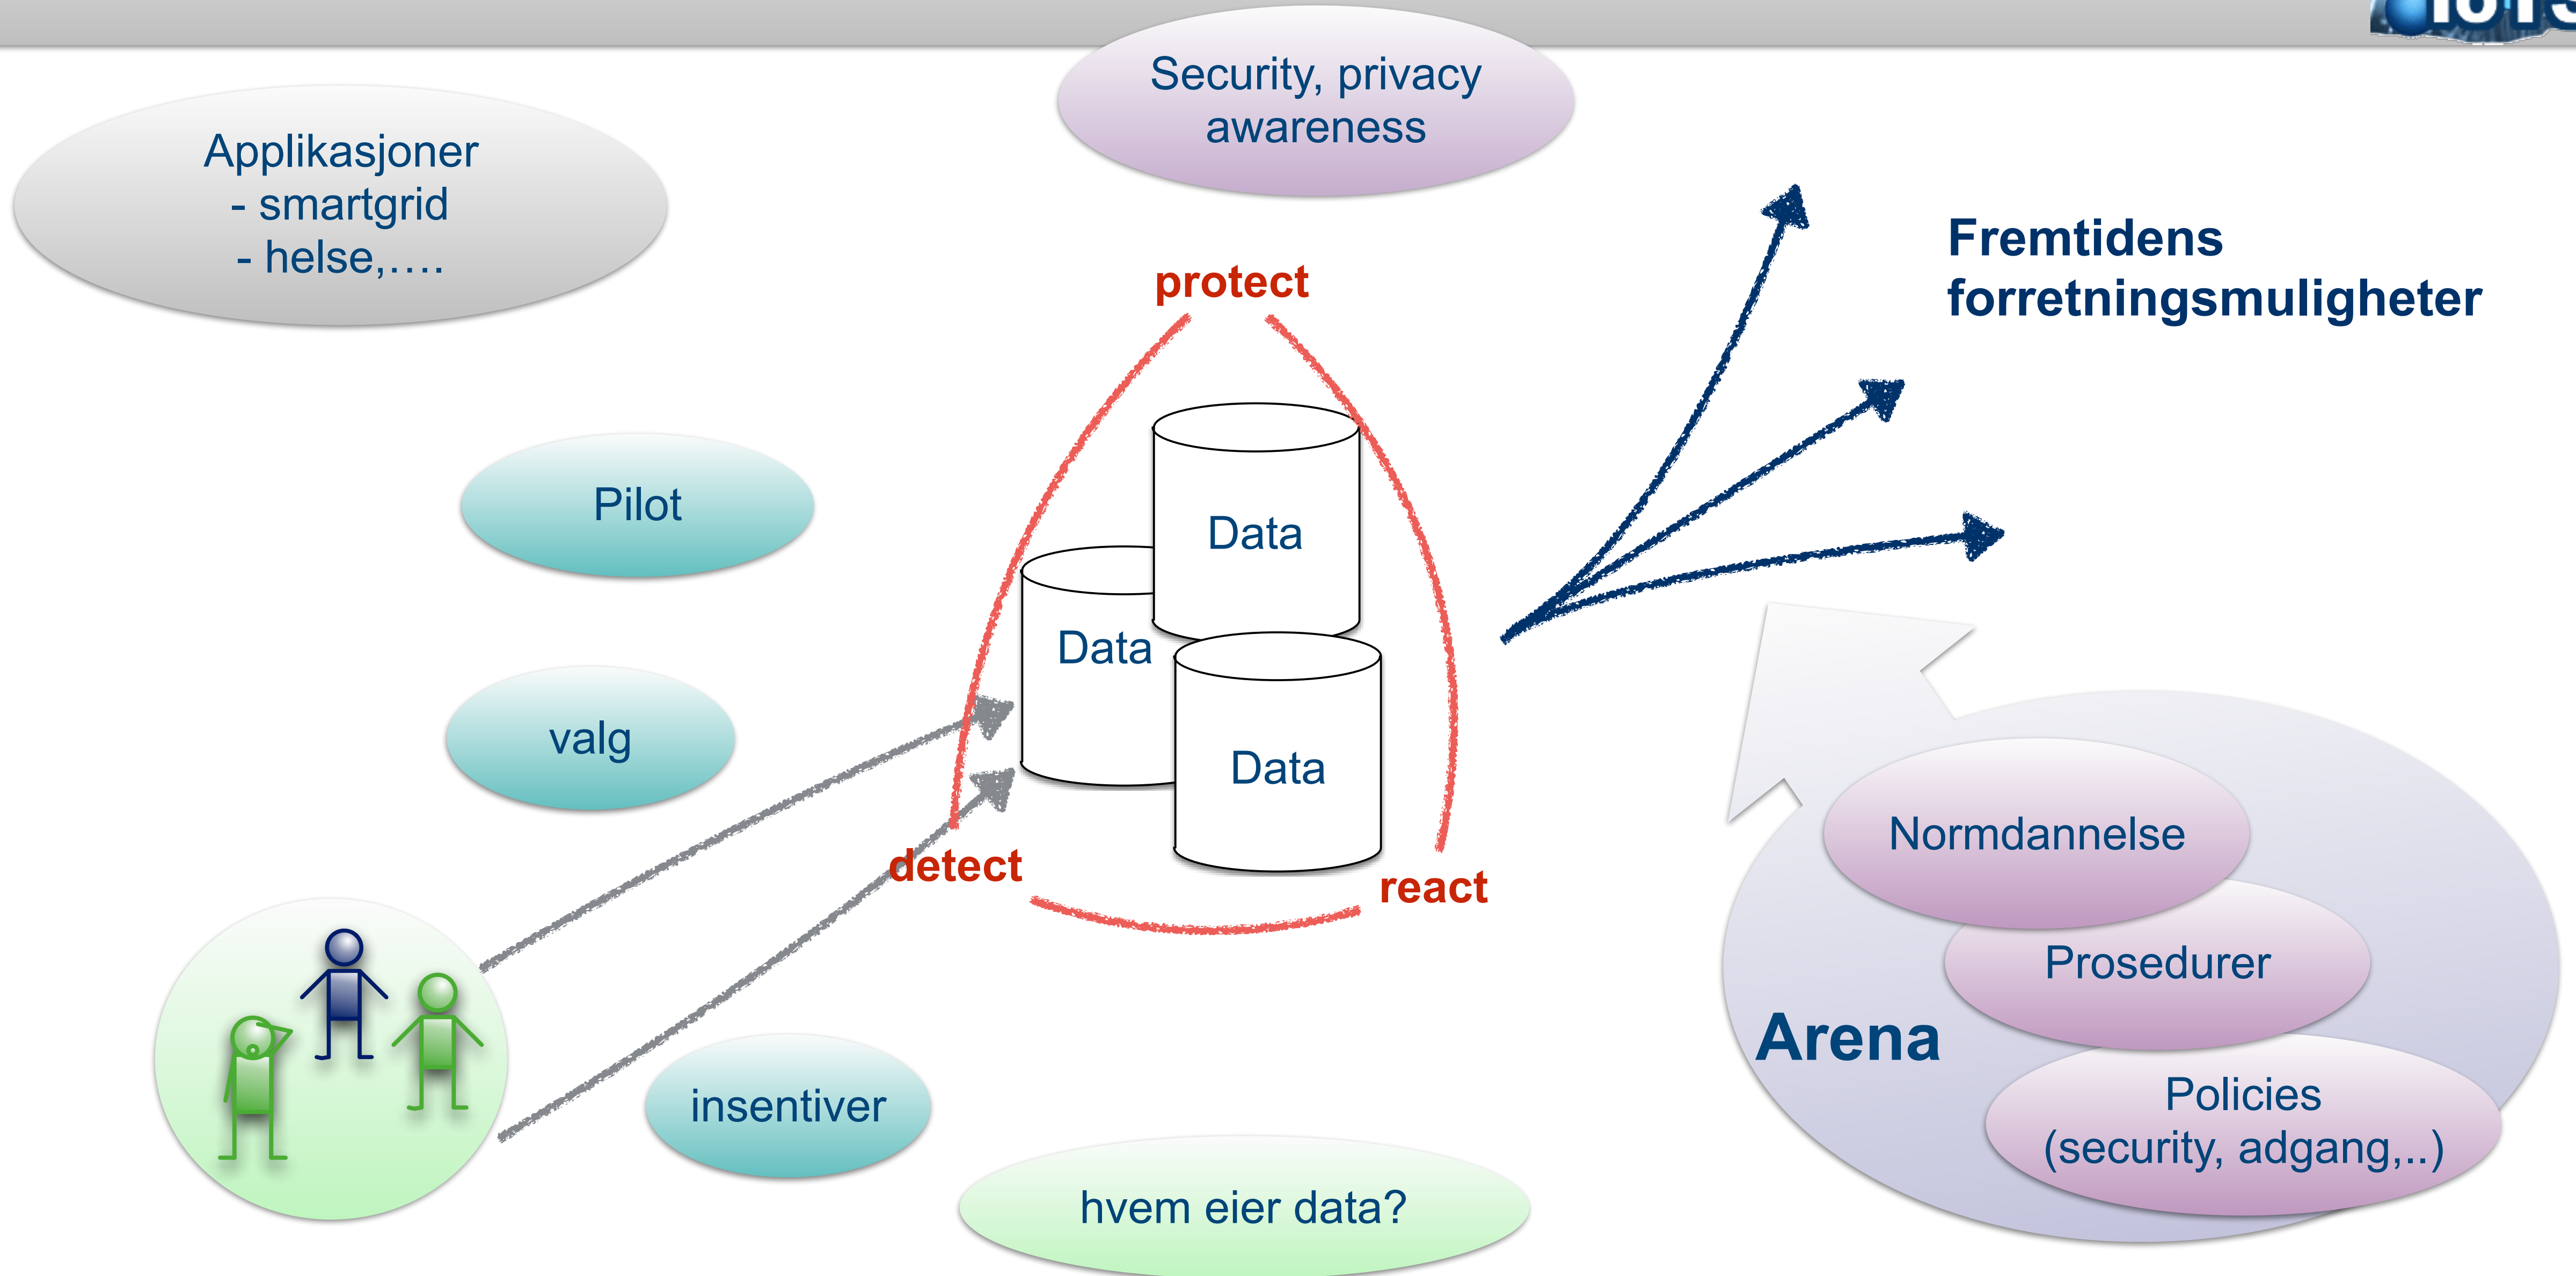 Security, privacy
awareness
Applikasjoner
- smartgrid
- helse,....
Fremtidens
forretningsmuligheter
protect
Pilot
Data
Data
Data
valg
detect
react
Normdannelse
Prosedurer
Arena
Policies
(security, adgang,..)
insentiver
hvem eier data?